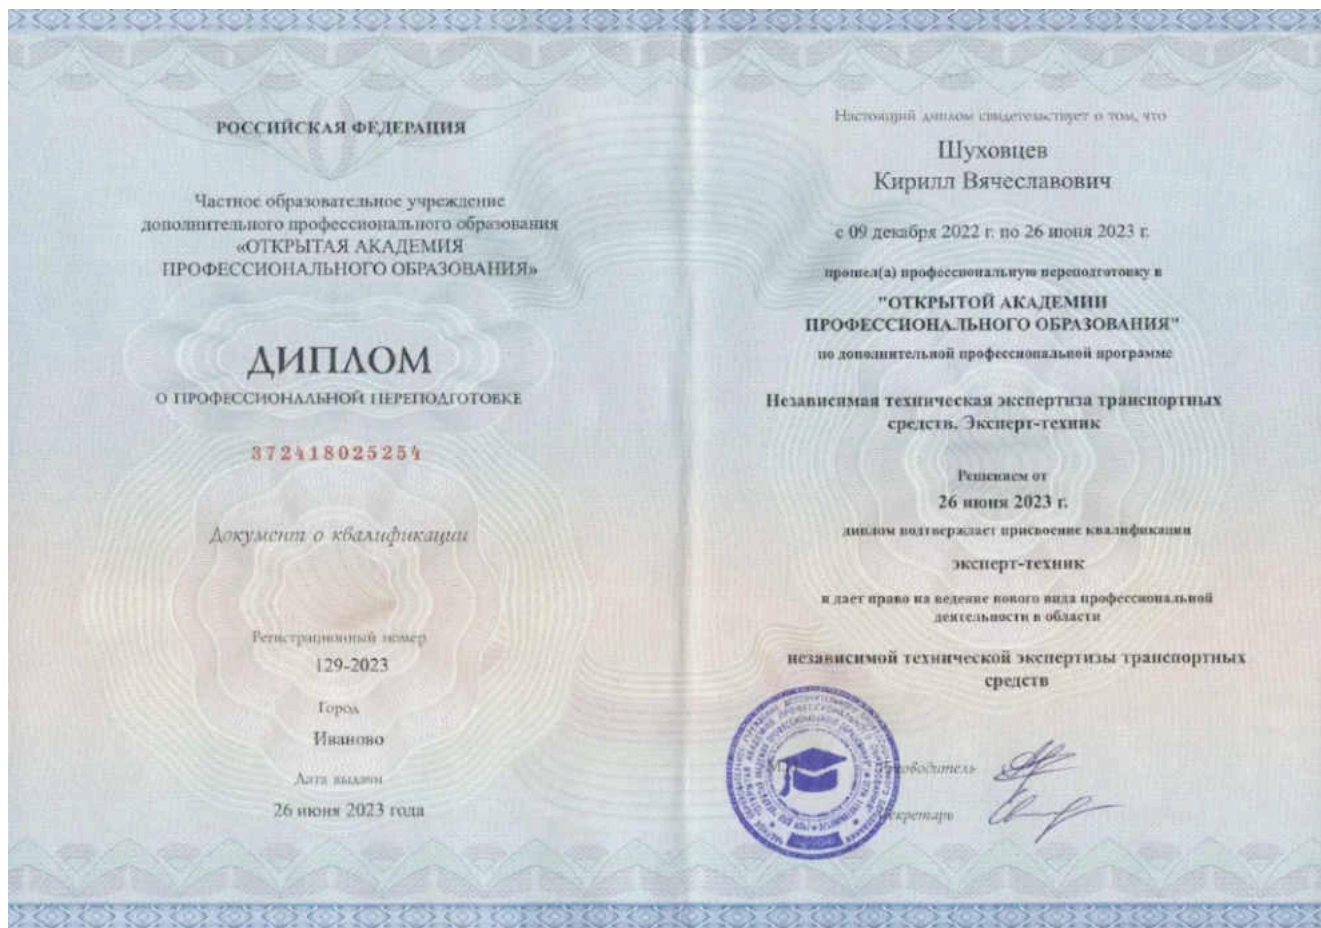 РОССИЙСКАЯ ФЕДЕРАЦИЯ
Частное образовательное учреждение
дополнительного профессионального образования
«ОТКРЫТАЯ АКАДЕМИЯ
ПРОФЕССИОНАЛЬНОГО ОБРАЗОВАНИЯ»
ДИПЛОМ
О ПРОФЕССИОНАЛЬНОЙ ПЕРЕПОДГОТОВКЕ
372418025254
Документ о квалификации
Регистрационный номер
129-2023
Город
Иваново
Дата выдачи
26 июня 2023 года
Настоящий диплом свидетельствует о том, что
Шуховцев
Кирилл Вячеславович
с 09 декабря 2022 г. по 26 июня 2023 г.
прошел(а) профессиональную переподготовку в
"ОТКРЫТОЙ АКАДЕМИИ
ПРОФЕССИОНАЛЬНОГО ОБРАЗОВАНИЯ"
по дополнительной профессиональной программе
Независимая техническая экспертиза транспортных
средств. Эксперт-техник
Решением от
26 июня 2023 г.
диплом подтверждает присвоение квалификации
эксперт-техник
и дает право на ведение нового вида профессиональной
деятельности в области
независимой технической экспертизы транспортных
средств
Руководитель
Секретарь